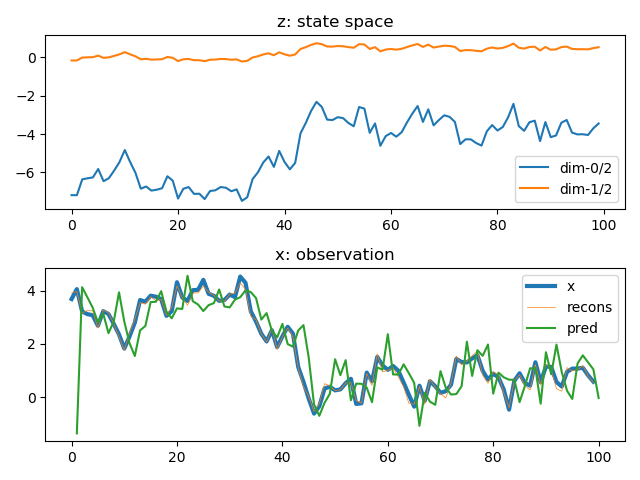 z: state space
0
−2
−4
−6
dim-0/2
dim-1/2
0 20 40 60 80 100
x: observation
4
2
0
x
recons
pred
0 20 40 60 80 100